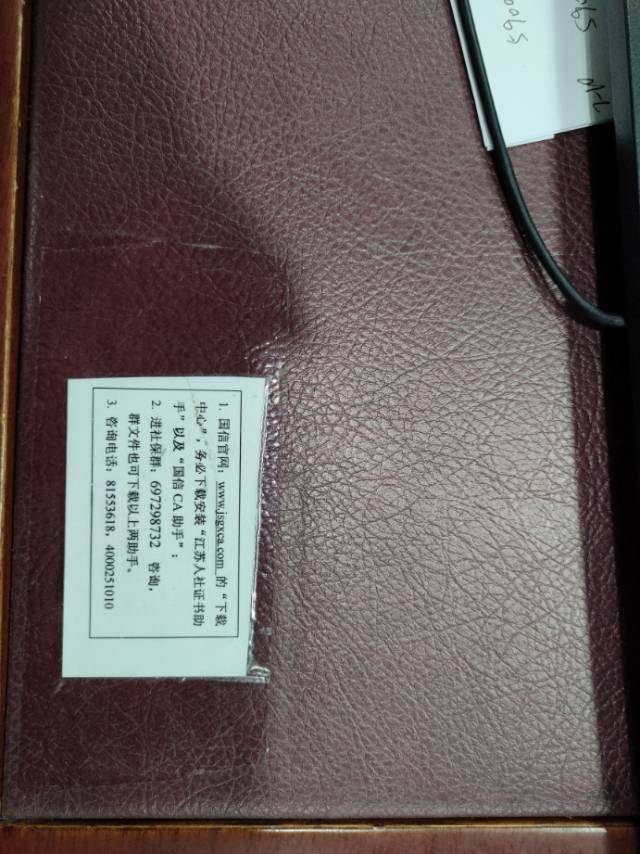 1. 国信官网：www.jsgxca.com 的“下载
中心”，务必下载安装“江苏人社证书助
手”以及“国信 CA 助手”；
2. 进社保群：697298732 咨询，
群文件也可下载以上两助手。
3. 咨询电话：81553618，4000251010